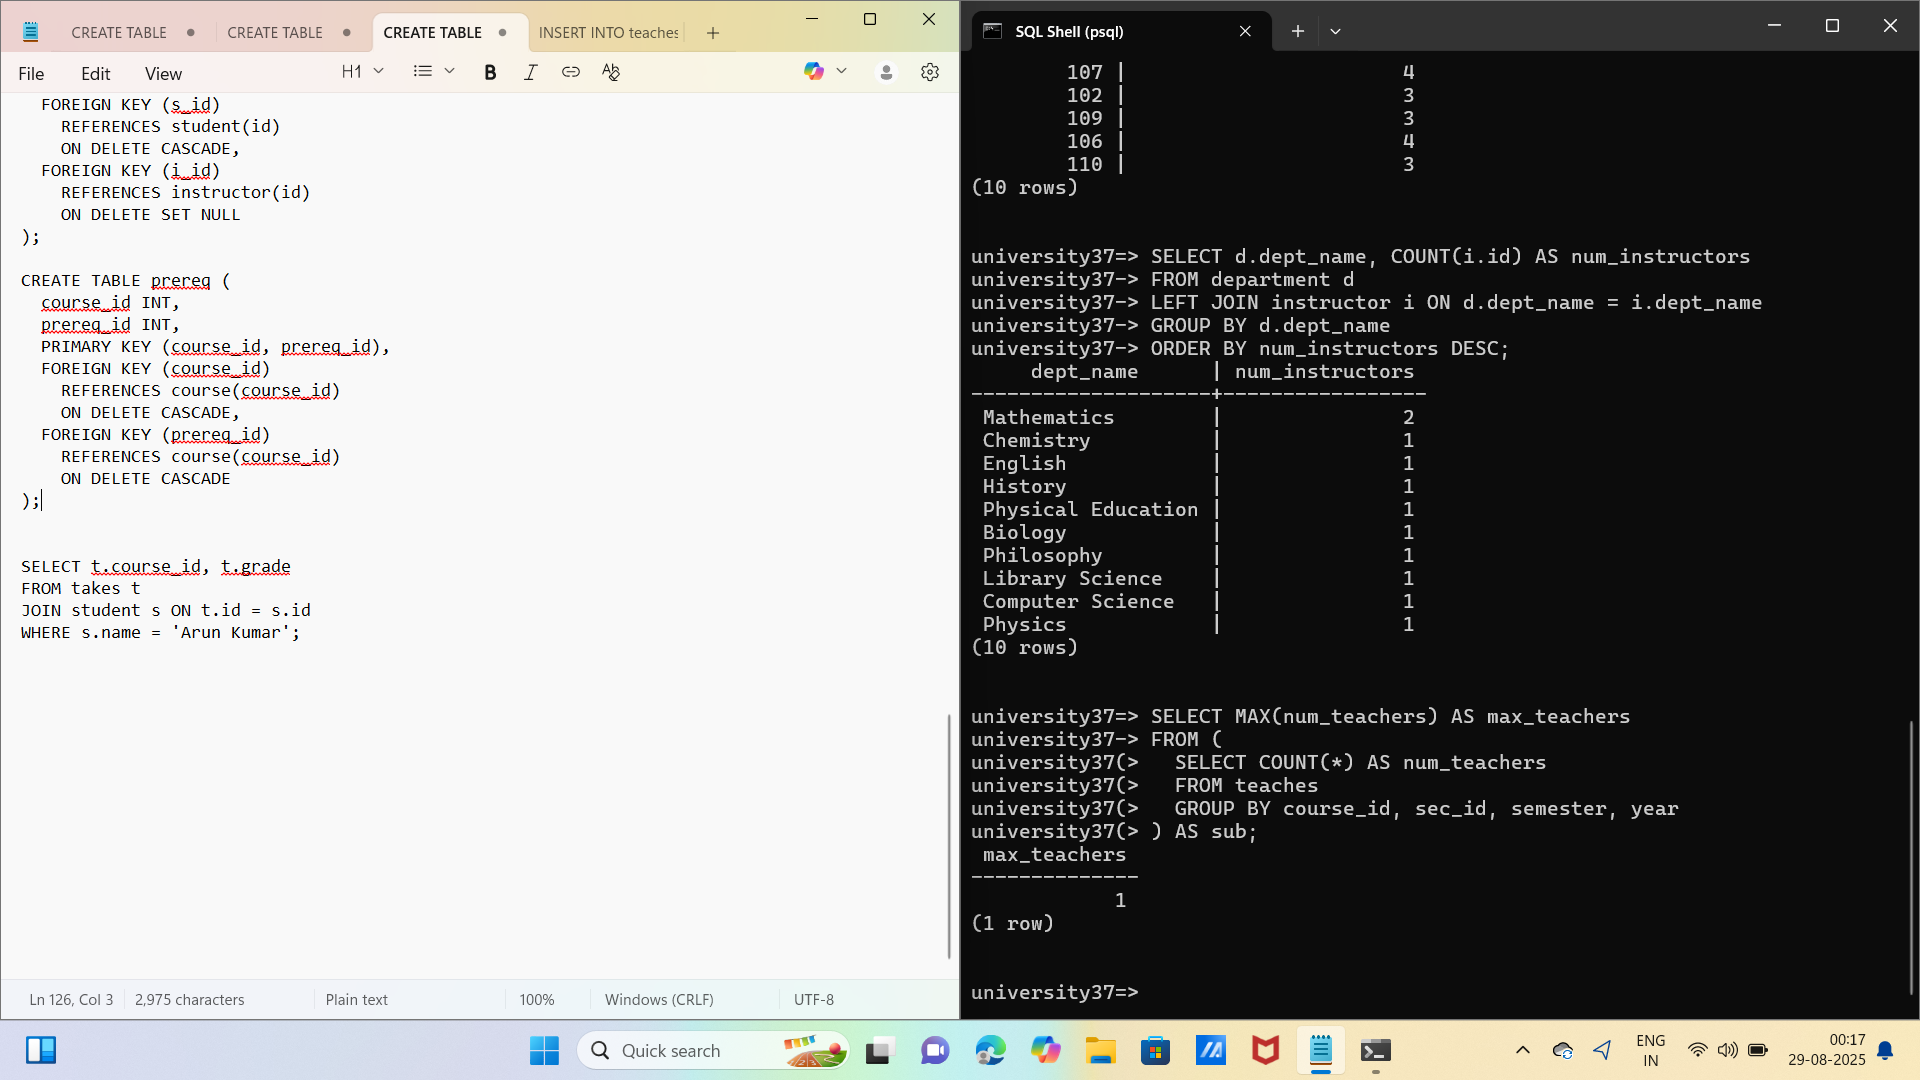 CREATE TABLE
CREATE TABLE
CREATE TABLE
INSERT INTO teaches
File Edit View
H1
FOREIGN KEY (s_id)
REFERENCES student(id)
ON DELETE CASCADE,
FOREIGN KEY (i_id)
REFERENCES instructor(id)
ON DELETE SET NULL
);
CREATE TABLE prereq (
course_id INT,
prereq_id INT,
PRIMARY KEY (course_id, prereq_id),
FOREIGN KEY (course_id)
REFERENCES course(course_id)
ON DELETE CASCADE,
FOREIGN KEY (prereq_id)
REFERENCES course(course_id)
ON DELETE CASCADE
);
SELECT t.course_id, t.grade
FROM takes t
JOIN student s ON t.id = s.id
WHERE s.name = 'Arun Kumar';
Ln 126, Col 3 2,975 characters Plain text 100% Windows (CRLF) UTF-8
SQL Shell (psql)
107 | 4
102 | 3
109 | 3
106 | 4
110 | 3
(10 rows)
university37=> SELECT d.dept_name, COUNT(i.id) AS num_instructors
university37-> FROM department d
university37-> LEFT JOIN instructor i ON d.dept_name = i.dept_name
university37-> GROUP BY d.dept_name
university37-> ORDER BY num_instructors DESC;
dept_name | num_instructors
--------------------+-----------------
Mathematics | 2
Chemistry | 1
English | 1
History | 1
Physical Education | 1
Biology | 1
Philosophy | 1
Library Science | 1
Computer Science | 1
Physics | 1
(10 rows)
university37=> SELECT MAX(num_teachers) AS max_teachers
university37-> FROM (
university37(> SELECT COUNT(*) AS num_teachers
university37(> FROM teaches
university37(> GROUP BY course_id, sec_id, semester, year
university37(> ) AS sub;
max_teachers
--------------
1
(1 row)
university37=>
Quick search
ENG
IN
00:17
29-08-2025